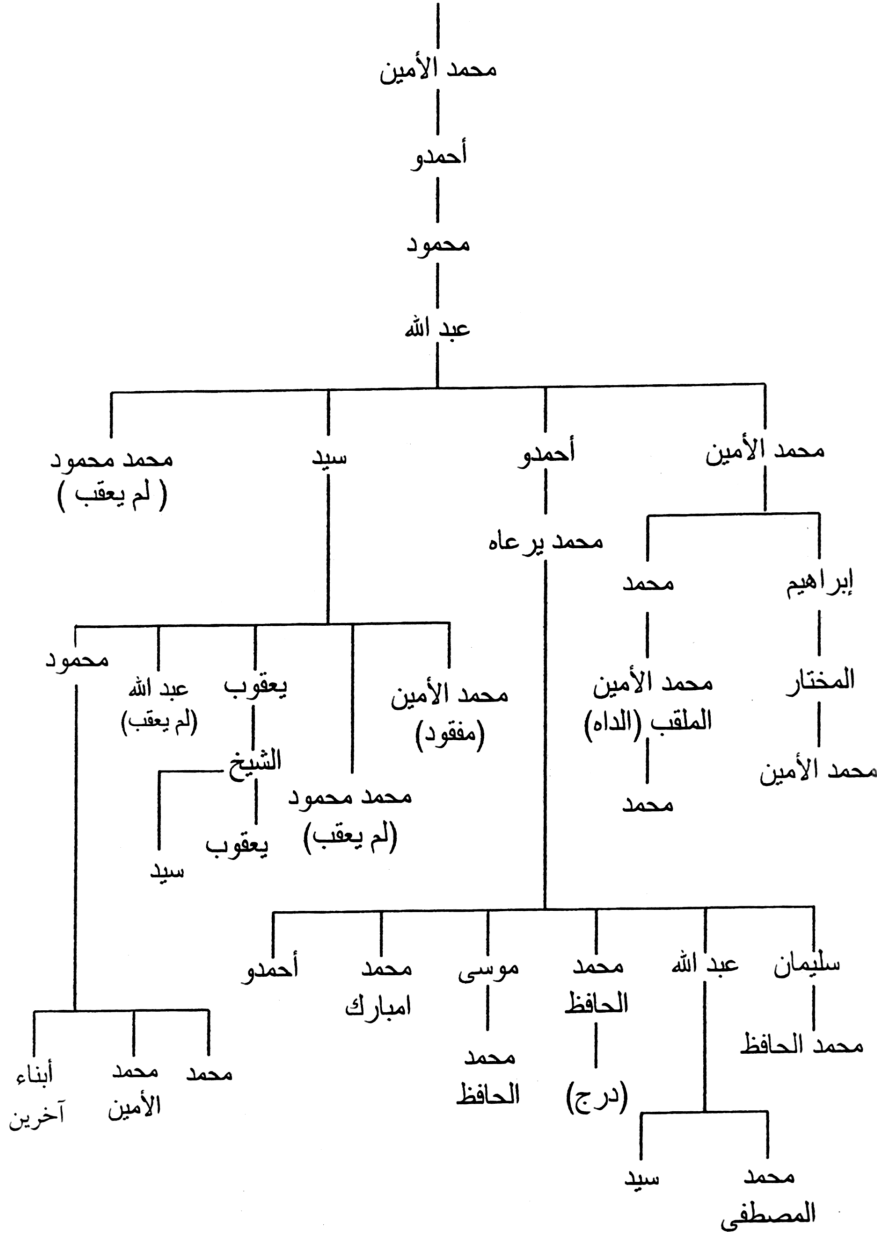 محمد الأمين
أحمدو
محمود
عبد الله
محمد الأمين
أحمدو
سيد
محمد محمود
(لم يعقب)
محمد يرعاه
إبراهيم
محمد
المختار
محمد الأمين
الملقب (الداه)
محمد الأمين
محمد
محمد الأمين
(مفقود)
محمد محمود
(لم يعقب)
يعقوب
عبد الله
(لم يعقب)
محمود
الشيخ
يعقوب
سيد
سليمان
عبد الله
محمد
الحافظ
موسى
محمد
امبارك
أحمدو
محمد الحافظ
(درج)
محمد
الحافظ
محمد
المصطفى
سيد
محمد
محمد
الأمين
أبناء
آخرين